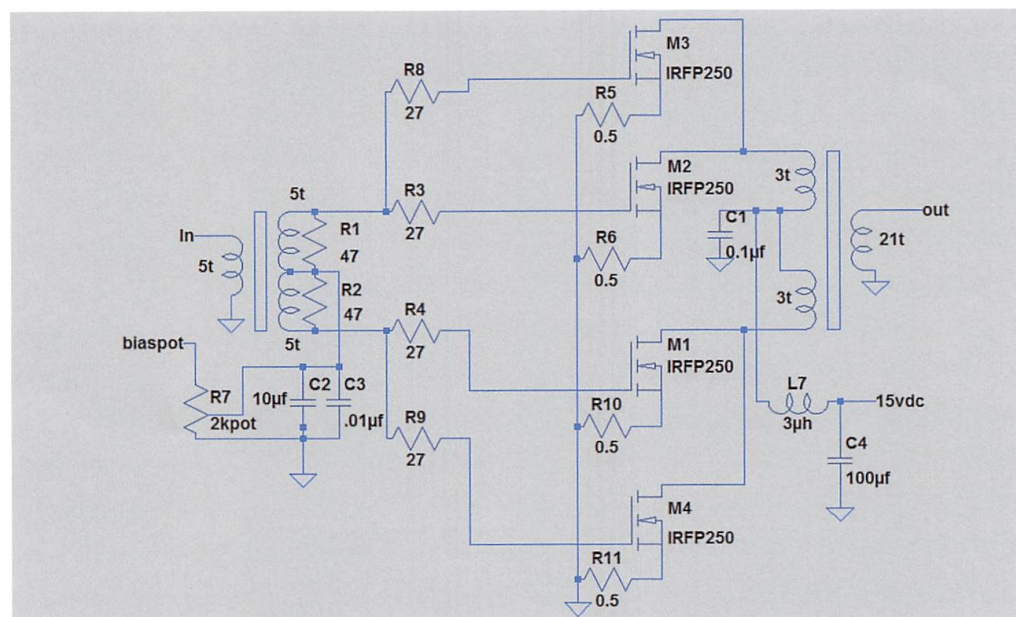 M3
IRFP250
R8
27
R5
0.5
M2
IRFP250
R3
27
R6
0.5
5t
In
5t
R1
47
R2
47
5t
C1
0.1µf
3t
3t
out
21t
R4
27
M1
IRFP250
R10
0.5
biaspot
R7
2kpot
10µf
C2
C3
.01µf
R9
27
L7
3µh
15vdc
C4
100µf
M4
IRFP250
R11
0.5